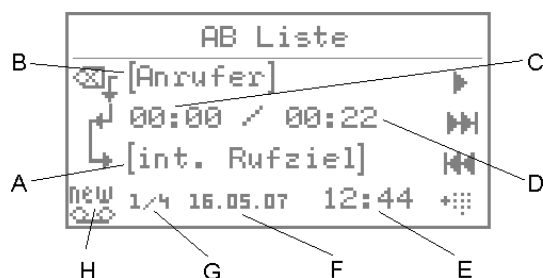 AB Liste
B [Anrufer] C
00:00 / 00:22
A [int. Rufziel] D
new 1/4 16.05.07 12:44
H G F E